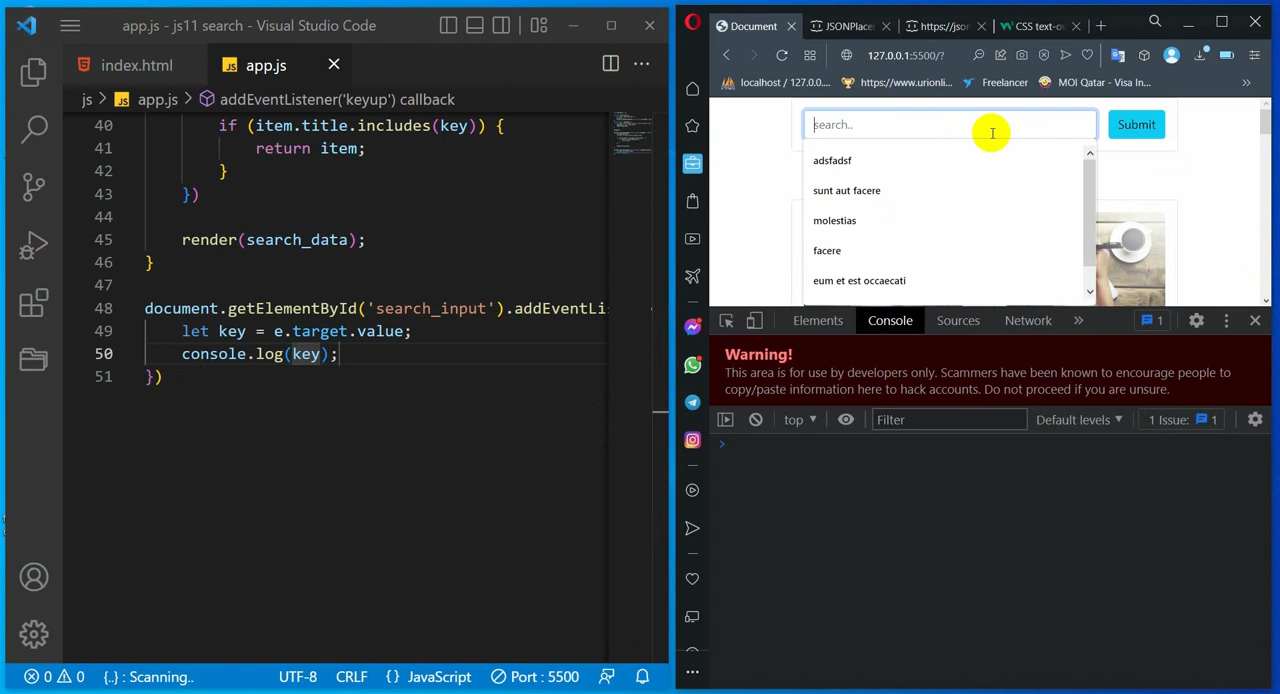 app.js - js11 search - Visual Studio Code
index.html
app.js
js > app.js > addEventListener('keyup') callback
40 if (item.title.includes(key)) {
41 return item;
42 }
43 })
44
45 render(search_data);
46 }
47
48 document.getElementById('search_input').addEventLi
49 let key = e.target.value;
50 console.log(key);
51 })
0 0 {..} : Scanning..
UTF-8 CRLF {} JavaScript Port : 5500
Document JSONPlacel https://json CSS text-ov
127.0.0.1:5500/?
localhost / 127.0.0.... https://www.urionli... Freelancer MOI Qatar - Visa In...
search..
Submit
adsfadsf
sunt aut facere
molestias
facere
eum et est occaecati
Elements Console Sources Network 1
Warning!
This area is for use by developers only. Scammers have been known to encourage people to
copy/paste information here to hack accounts. Do not proceed if you are unsure.
top Filter Default levels 1 Issue: 1